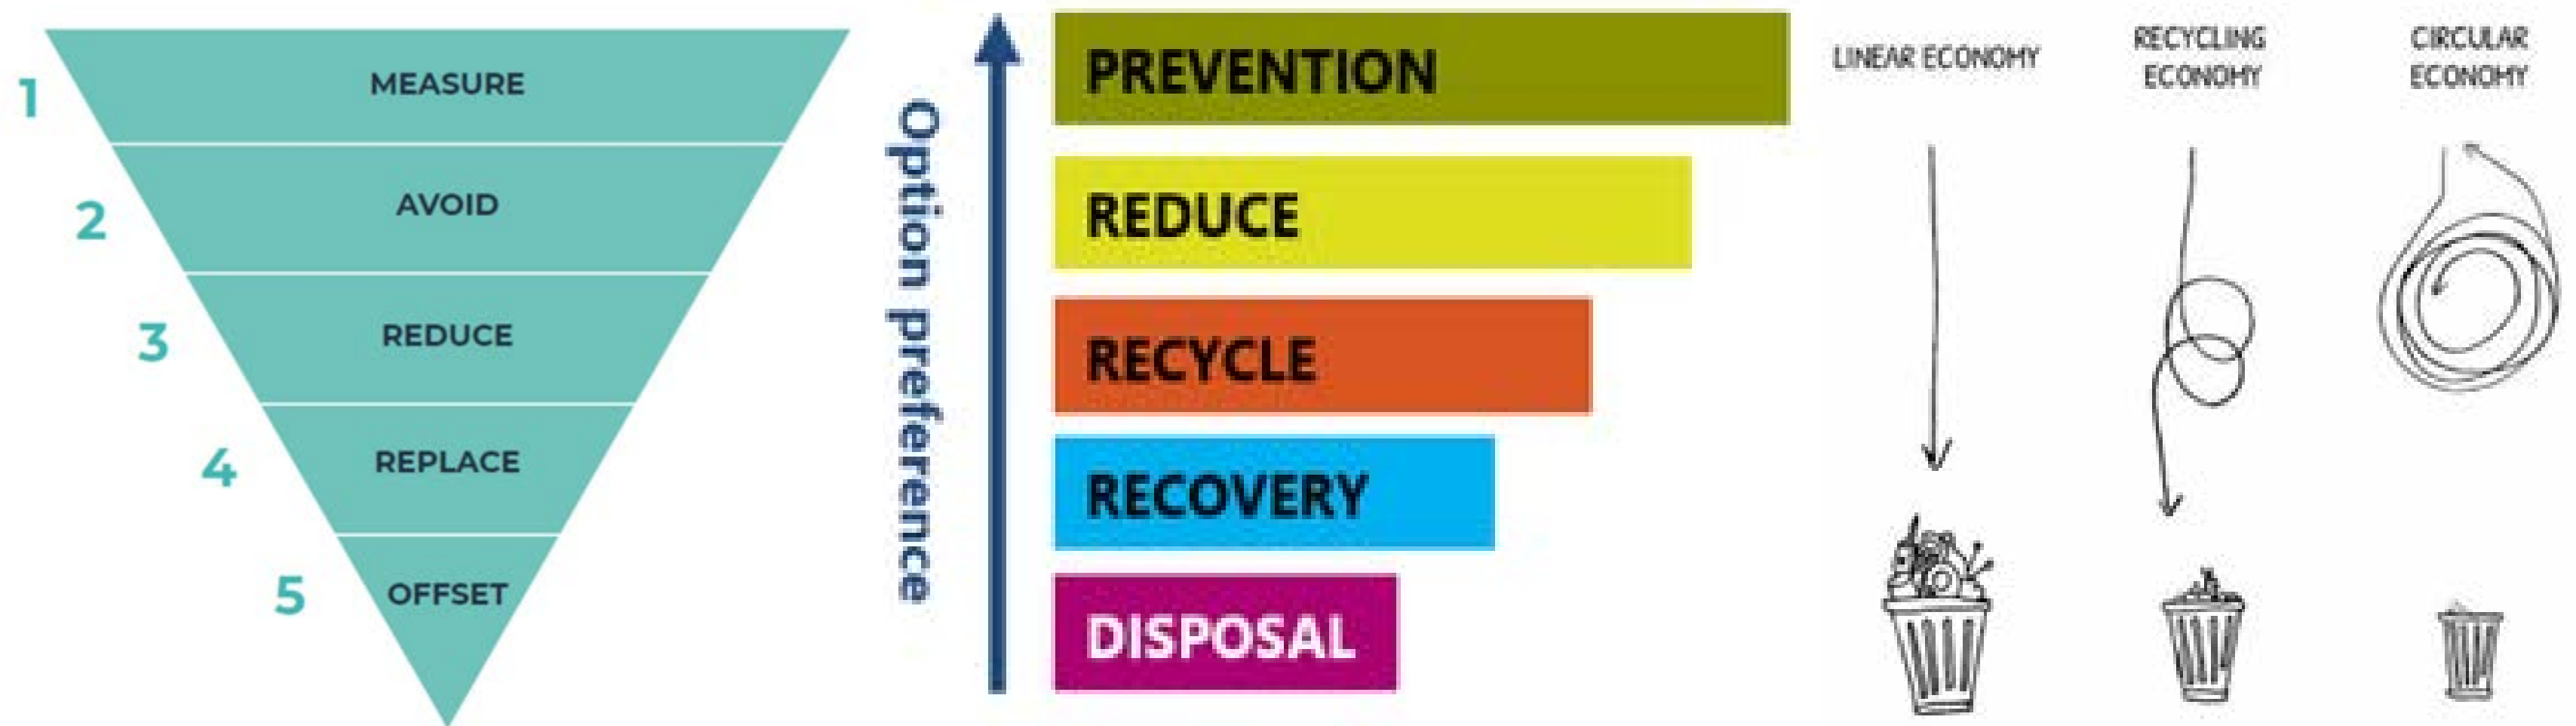 1
MEASURE
2
AVOID
3
REDUCE
4
REPLACE
5
OFFSET
Option preference
PREVENTION
REDUCE
RECYCLE
RECOVERY
DISPOSAL
LINEAR ECONOMY
RECYCLING
ECONOMY
CIRCULAR
ECONOMY